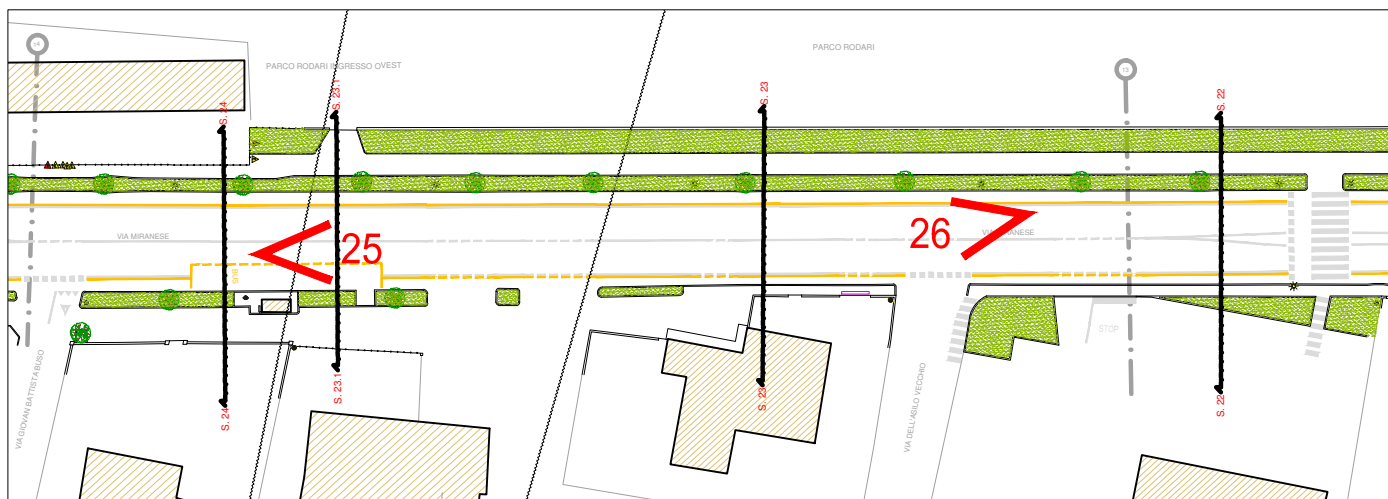 14
PARCO RODARI INGRESSO OVEST
PARCO RODARI
13
S. 24
S. 23.1
S. 23
S. 22
VIA MIRANESE
25
26
VIA MIRANESE
BUS
STOP
VIA GIOVAN BATTISTA BUSO
VIA DELL'ASILO VECCHIO
S. 24
S. 23.1
S. 23
S. 22